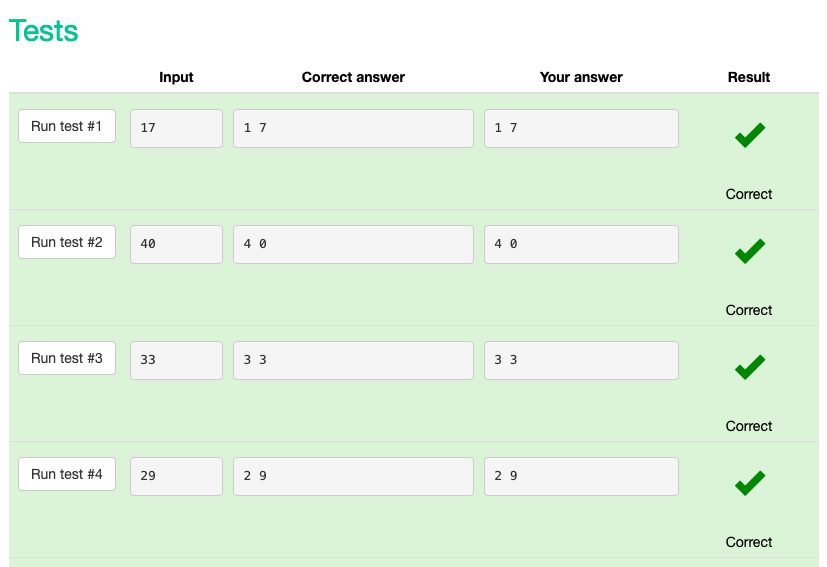 Tests
Input Correct answer Your answer Result
Run test #1 17 1 7 1 7
Correct
Run test #2 40 4 0 4 0
Correct
Run test #3 33 3 3 3 3
Correct
Run test #4 29 2 9 2 9
Correct